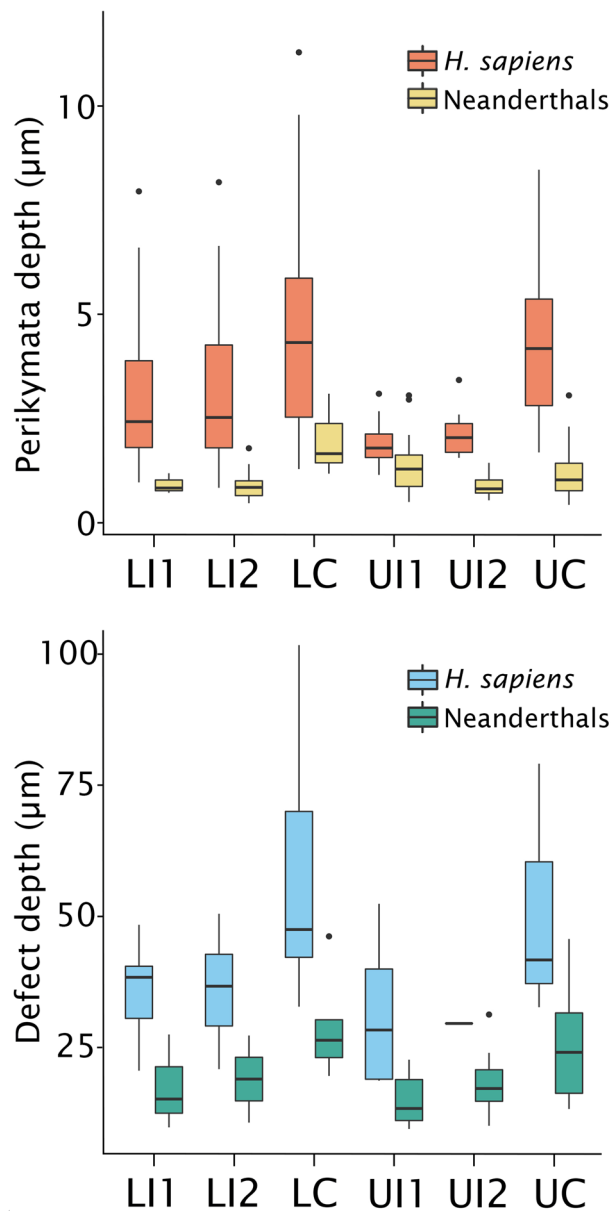 H. sapiens
Neanderthals
Perikymata depth (µm)
10
5
0
LI1 LI2 LC UI1 UI2 UC
H. sapiens
Neanderthals
Defect depth (µm)
100
75
50
25
LI1 LI2 LC UI1 UI2 UC